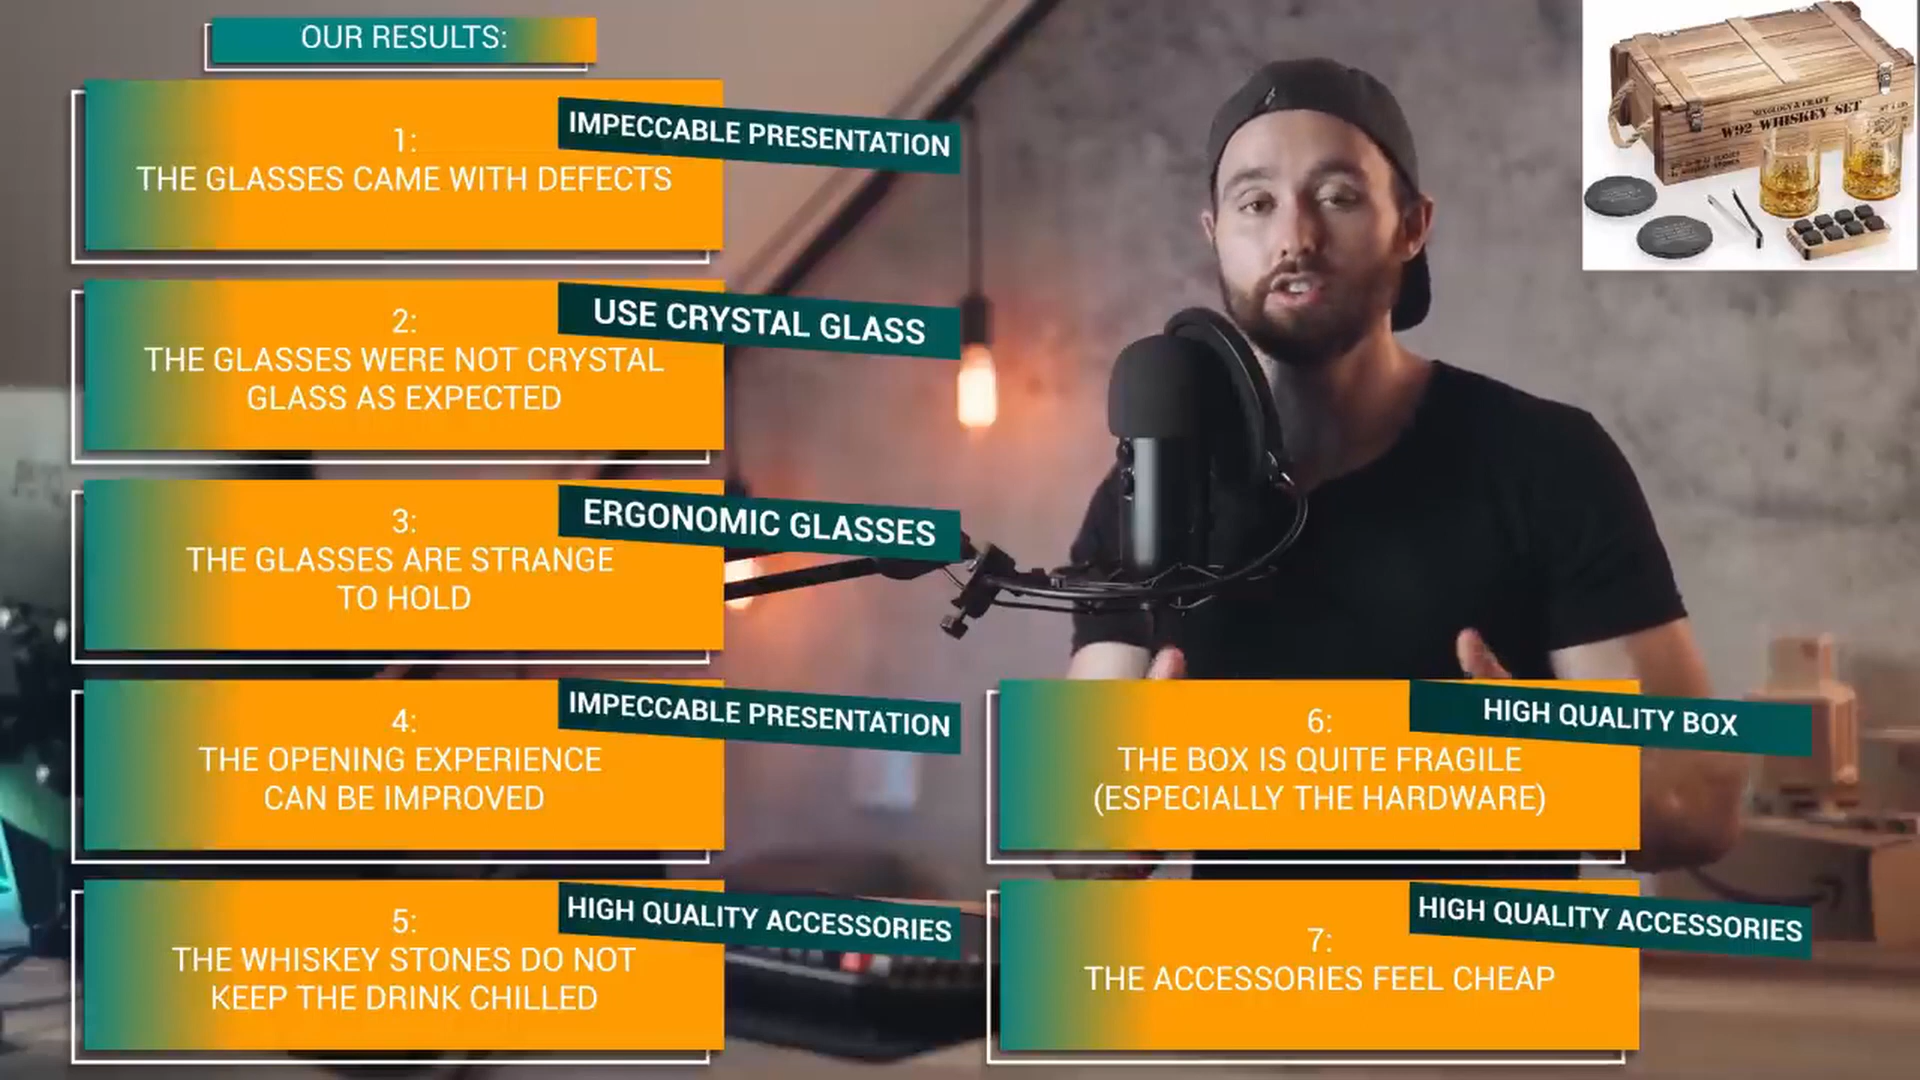 OUR RESULTS:
1:
THE GLASSES CAME WITH DEFECTS
IMPECCABLE PRESENTATION
2:
THE GLASSES WERE NOT CRYSTAL
GLASS AS EXPECTED
USE CRYSTAL GLASS
3:
THE GLASSES ARE STRANGE
TO HOLD
ERGONOMIC GLASSES
4:
THE OPENING EXPERIENCE
CAN BE IMPROVED
IMPECCABLE PRESENTATION
5:
THE WHISKEY STONES DO NOT
KEEP THE DRINK CHILLED
HIGH QUALITY ACCESSORIES
6:
THE BOX IS QUITE FRAGILE
(ESPECIALLY THE HARDWARE)
HIGH QUALITY BOX
7:
THE ACCESSORIES FEEL CHEAP
HIGH QUALITY ACCESSORIES
MIXOLOGY & CRAFT
W92 WHISKEY SET